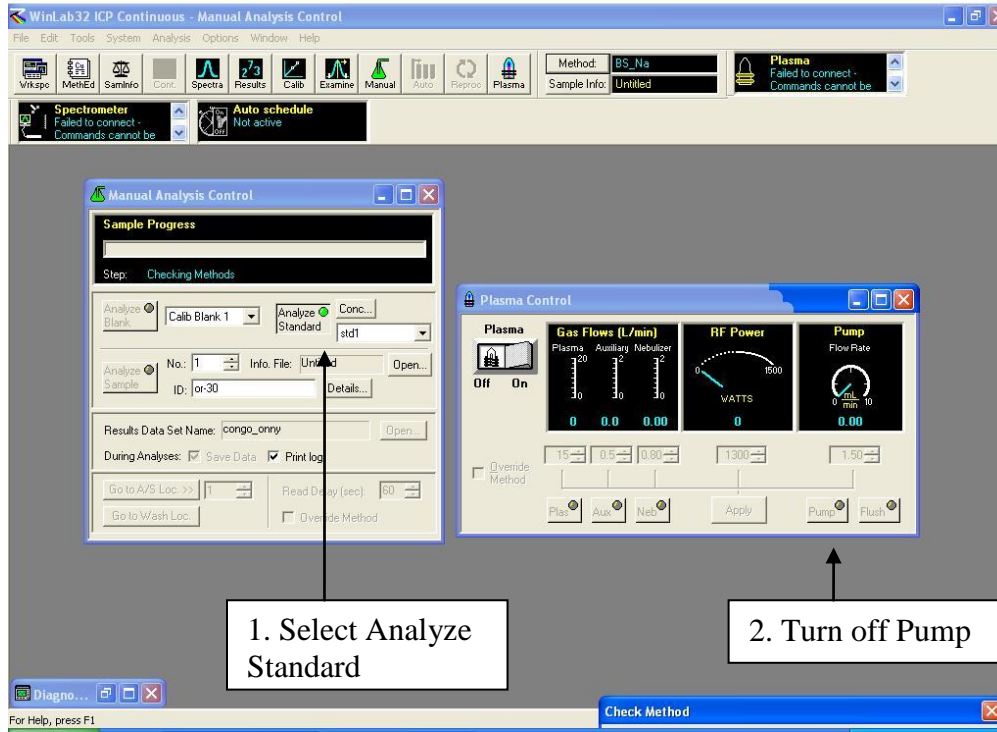 WinLab32 ICP Continuous - Manual Analysis Control
File Edit Tools System Analysis Options Window Help
Wrkspc MethEd SamInfo Cont. Spectra Results Calib Examine Manual Auto Reproc Plasma
Method: BS_Na
Sample Info: Untitled
Plasma
Failed to connect -
Commands cannot be
Spectrometer
Failed to connect -
Commands cannot be
Auto schedule
Not active
Manual Analysis Control
Sample Progress
Step: Checking Methods
Analyze Blank
Calib Blank 1
Analyze Standard
Conc...
std1
Analyze Sample
No.: 1 Info. File: Untitled Open...
ID: or-30 Details...
Results Data Set Name: congo_onny Open...
During Analyses: Save Data Print log
Go to A/S Loc. >> 1 Read Delay (sec): 60
Go to Wash Loc. Override Method
Plasma Control
Plasma
Off On
Gas Flows (L/min)
Plasma Auxiliary Nebulizer
20 2 2
0 0 0
0 0.0 0.00
RF Power
0 1500
WATTS
0
Pump
Flow Rate
0 mL/min 10
0.00
Override Method
15 0.5 0.80 1300 1.50
Plas Aux Neb Apply Pump Flush
1. Select Analyze
Standard
2. Turn off Pump
Diagno...
Check Method
For Help, press F1